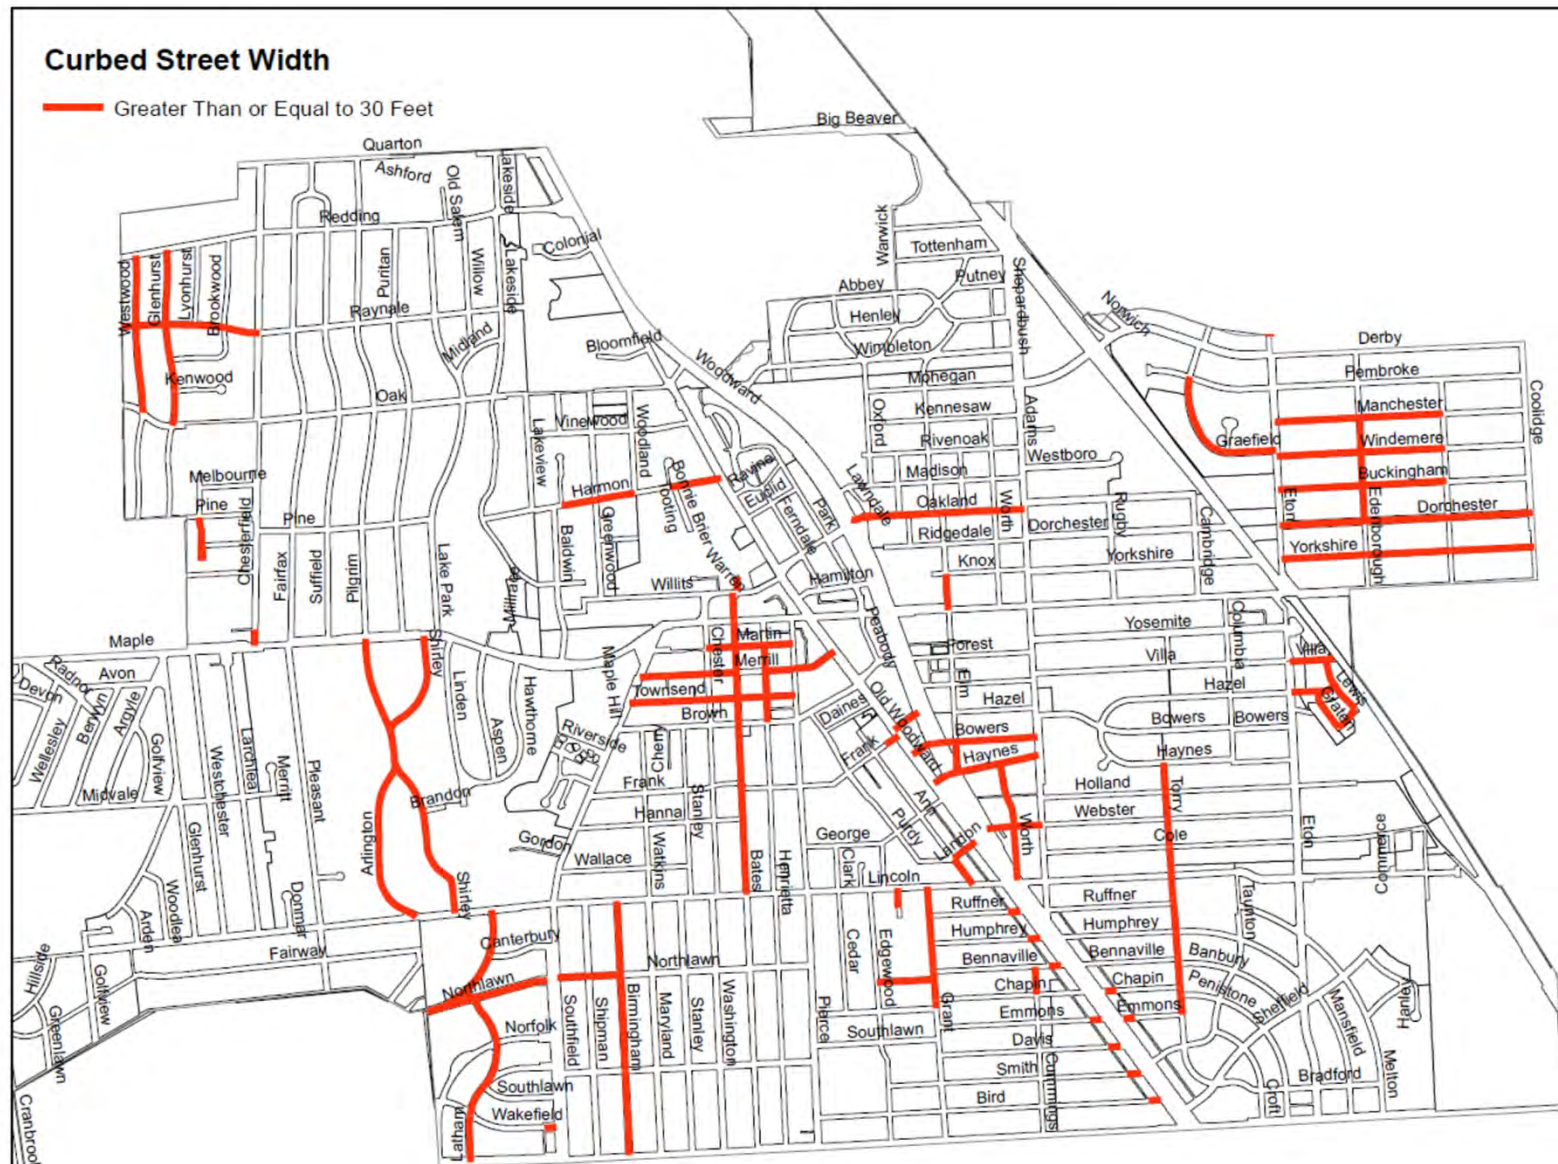 Curbed Street Width
Greater Than or Equal to 30 Feet
Big Beaver
Quarton
Ashford
Old Salem
Lakeside
Redding
Colonial
Warwick
Tottenham
Putney
Shepardbush
Abbey
Henley
Wimbleton
Westwood
Glenhurst
Lyonhurst
Brookwood
Puritan
Willow
Lakeside
Raynale
Midland
Bloomfield
Woodward
Norwich
Derby
Pembroke
Coolidge
Kenwood
Oak
Mohegan
Oxford
Kennesaw
Adams
Manchester
Vinewood
Woodland
Lakeview
Rivenoak
Westboro
Graefield
Windemere
Melbourne
Harmon
Bonnie Brier
Ravine
Euclid
Madison
Buckingham
Pine
Pine
Chesterfield
Tooting
Greenwood
Ferndale
Park
Lawndale
Oakland
Worth
Rugby
Cambridge
Eton
Edenborough
Dorchester
Ridgedale
Dorchester
Fairfax
Suffield
Pilgrim
Lake Park
Baldwin
Warren
Knox
Yorkshire
Yorkshire
Willits
Hamilton
Millrace
Maple
Shirley
Martin
Chester
Merrill
Peabody
Forest
Yosemite
Columbia
Villa
Villa
Lewis
Radnor
Avon
Devon
Berwyn
Argyle
Wellesley
Golfview
Linden
Hawthorne
Aspen
Maple Hill
Townsend
Brown
Elm
Hazel
Hazel
Graten
Daines
Old Woodward
Bowers
Bowers
Bowers
Riverside
Frank
Haynes
Haynes
Westchester
Larchlea
Merritt
Pleasant
Midvale
Brandon
Frank
Stanley
Holland
Torry
Hanna
Ann
Purdy
Webster
Worth
Eton
Commerce
Glenhurst
Arlington
Gordon
Wallace
Watkins
Bates
Henrietta
George
Clark
Landon
Cole
Woodlea
Donmar
Shirley
Lincoln
Ruffner
Ruffner
Taunton
Arden
Canterbury
Humphrey
Humphrey
Hillside
Fairway
Northlawn
Northlawn
Cedar
Edgewood
Bennaville
Bennaville
Banbury
Golfview
Southfield
Shipman
Birmingham
Maryland
Stanley
Washington
Pierce
Grant
Chapin
Chapin
Penistone
Sheffield
Mansfield
Hanley
Emmons
Emmons
Greenlawn
Norfolk
Southlawn
Davis
Cummings
Smith
Bradford
Melton
Southlawn
Wakefield
Bird
Croft
Latham
Cranbrook